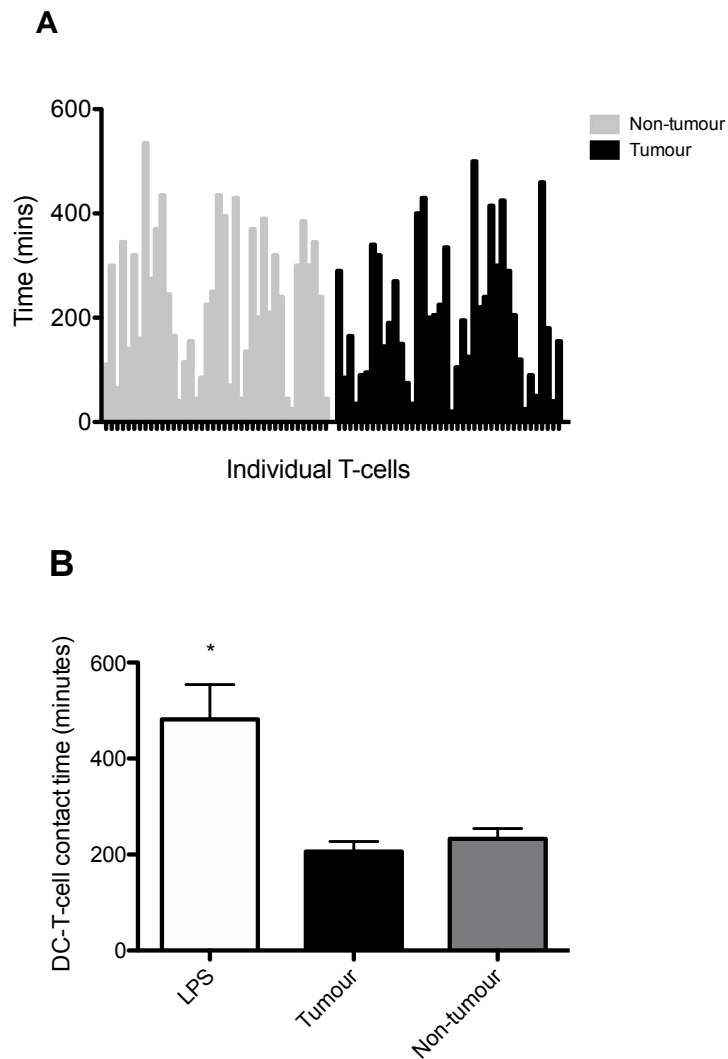 A
600
400
200
0
Time (mins)
Individual T-cells
Non-tumour
Tumour
B
*
600
400
200
0
DC-T-cell contact time (minutes)
LPS
Tumour
Non-tumour